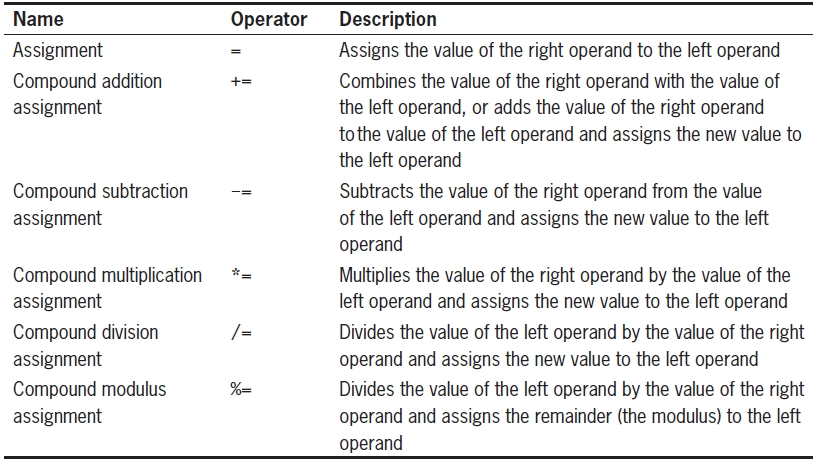 Name Operator Description
Assignment = Assigns the value of the right operand to the left operand
Compound addition += Combines the value of the right operand with the value of
assignment the left operand, or adds the value of the right operand
to the value of the left operand and assigns the new value to
the left operand
Compound subtraction −= Subtracts the value of the right operand from the value
assignment of the left operand and assigns the new value to the left
operand
Compound multiplication *= Multiplies the value of the right operand by the value of the
assignment left operand and assigns the new value to the left operand
Compound division /= Divides the value of the left operand by the value of the right
assignment operand and assigns the new value to the left operand
Compound modulus %= Divides the value of the left operand by the value of the right
assignment operand and assigns the remainder (the modulus) to the left
operand